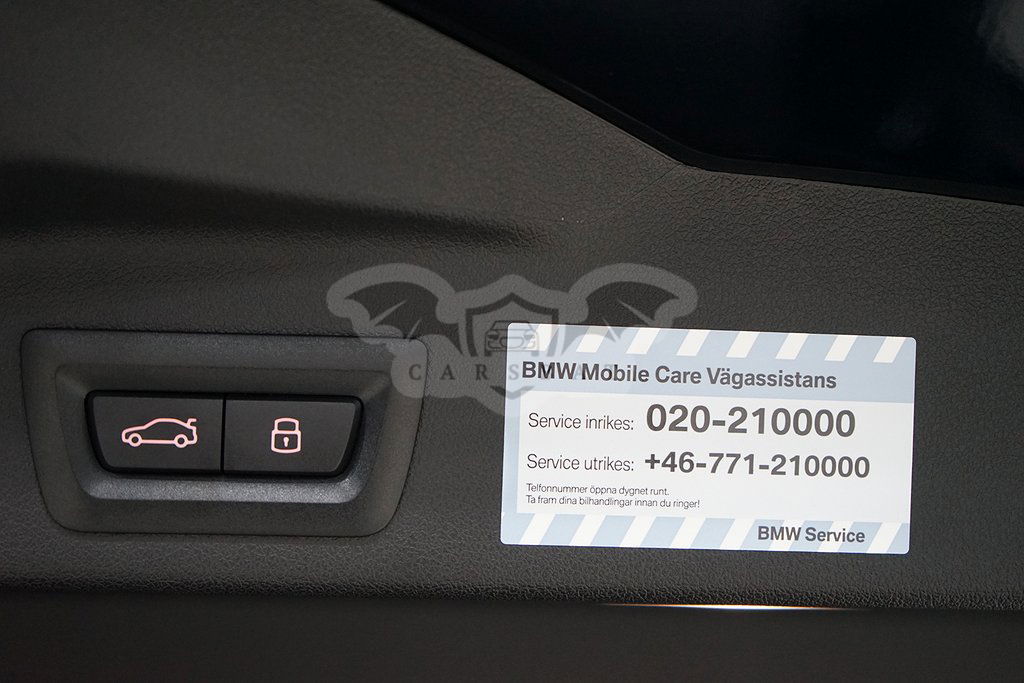 BMW Mobile Care Vägassistans
Service inrikes: 020-210000
Service utrikes: +46-771-210000
Telfonnummer öppna dygnet runt.
Ta fram dina bilhandlingar innan du ringer!
BMW Service